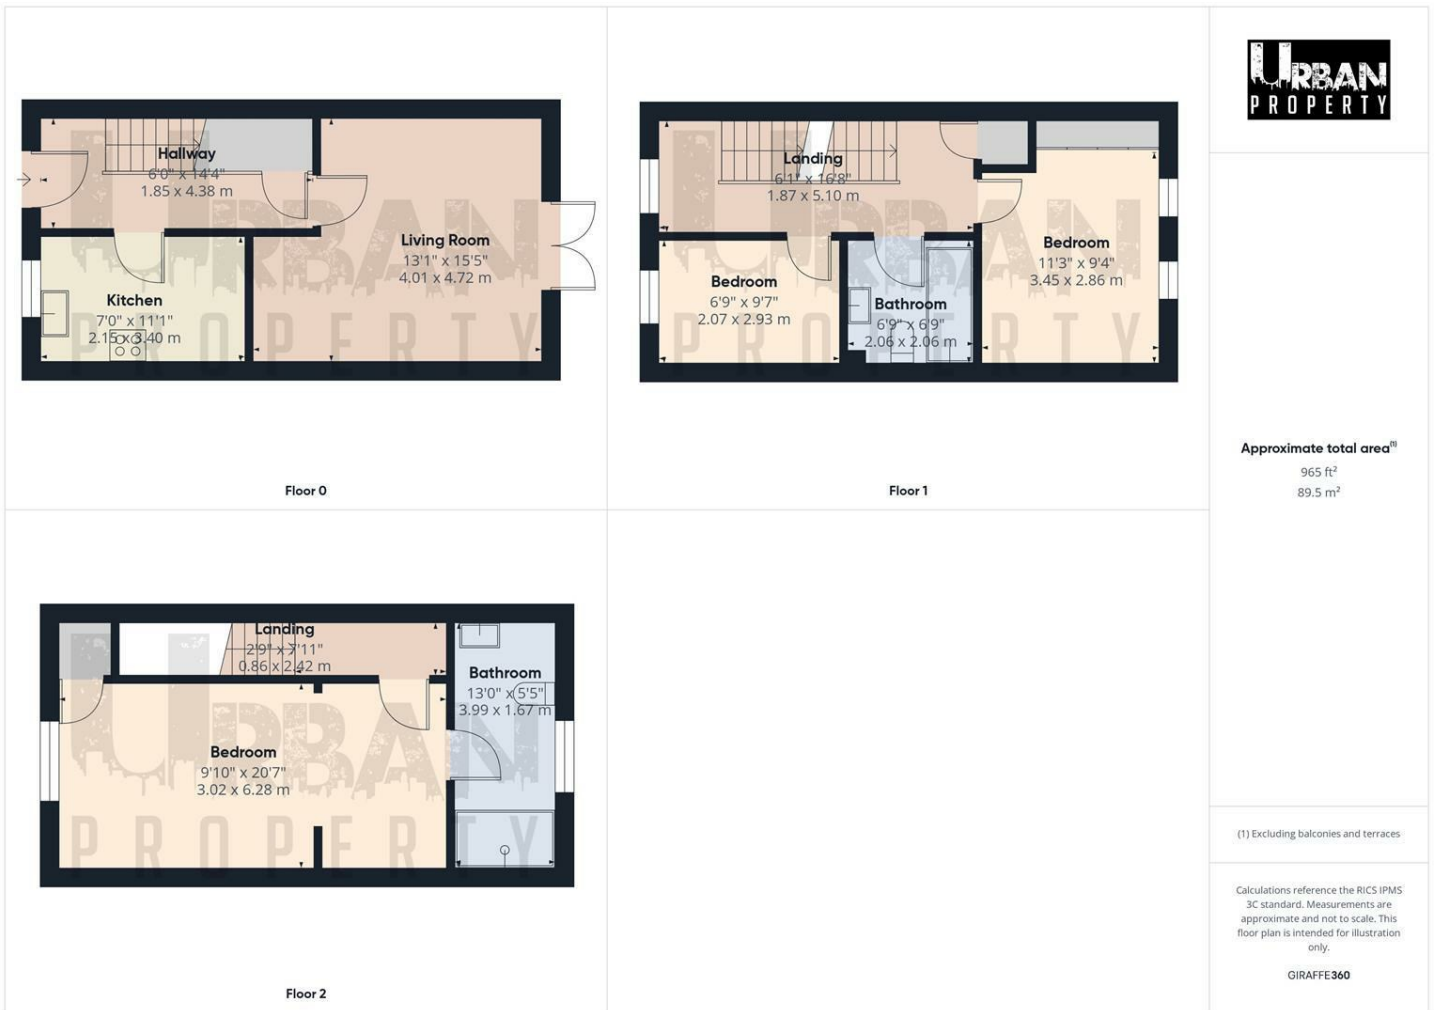 Hallway
6'0" x 14'4"
1.85 x 4.38 m
Living Room
13'1" x 15'5"
4.01 x 4.72 m
Kitchen
7'0" x 11'1"
2.15 x 3.40 m
URBAN
PROPERTY
Floor 0
Landing
6'1" x 16'8"
1.87 x 5.10 m
Bedroom
11'3" x 9'4"
3.45 x 2.86 m
Bedroom
6'9" x 9'7"
2.07 x 2.93 m
Bathroom
6'9" x 6'9"
2.06 x 2.06 m
URBAN
PROPERTY
Floor 1
Landing
2'9" x 7'11"
0.86 x 2.42 m
Bathroom
13'0" x 5'5"
3.99 x 1.67 m
Bedroom
9'10" x 20'7"
3.02 x 6.28 m
URBAN
PROPERTY
Floor 2
URBAN
PROPERTY
Approximate total area(1)
965 ft²
89.5 m²
(1) Excluding balconies and terraces
Calculations reference the RICS IPMS
3C standard. Measurements are
approximate and not to scale. This
floor plan is intended for illustration
only.
GIRAFFE360